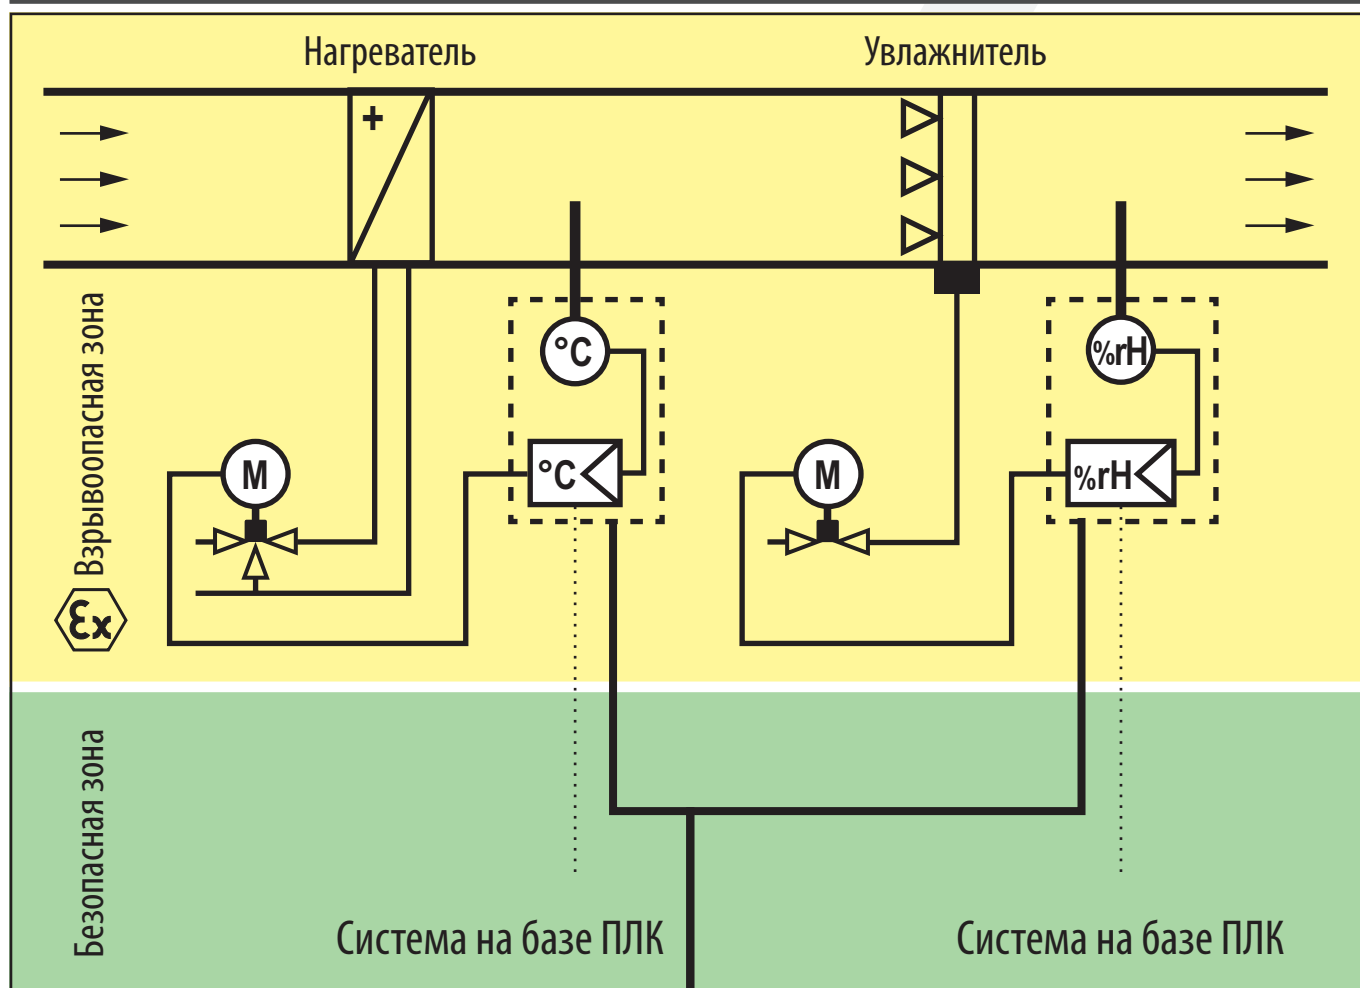 Нагреватель
Увлажнитель
+
°C
%rH
M
°C
M
%rH
Взрывоопасная зона
Ex
Безопасная зона
Система на базе ПЛК
Система на базе ПЛК